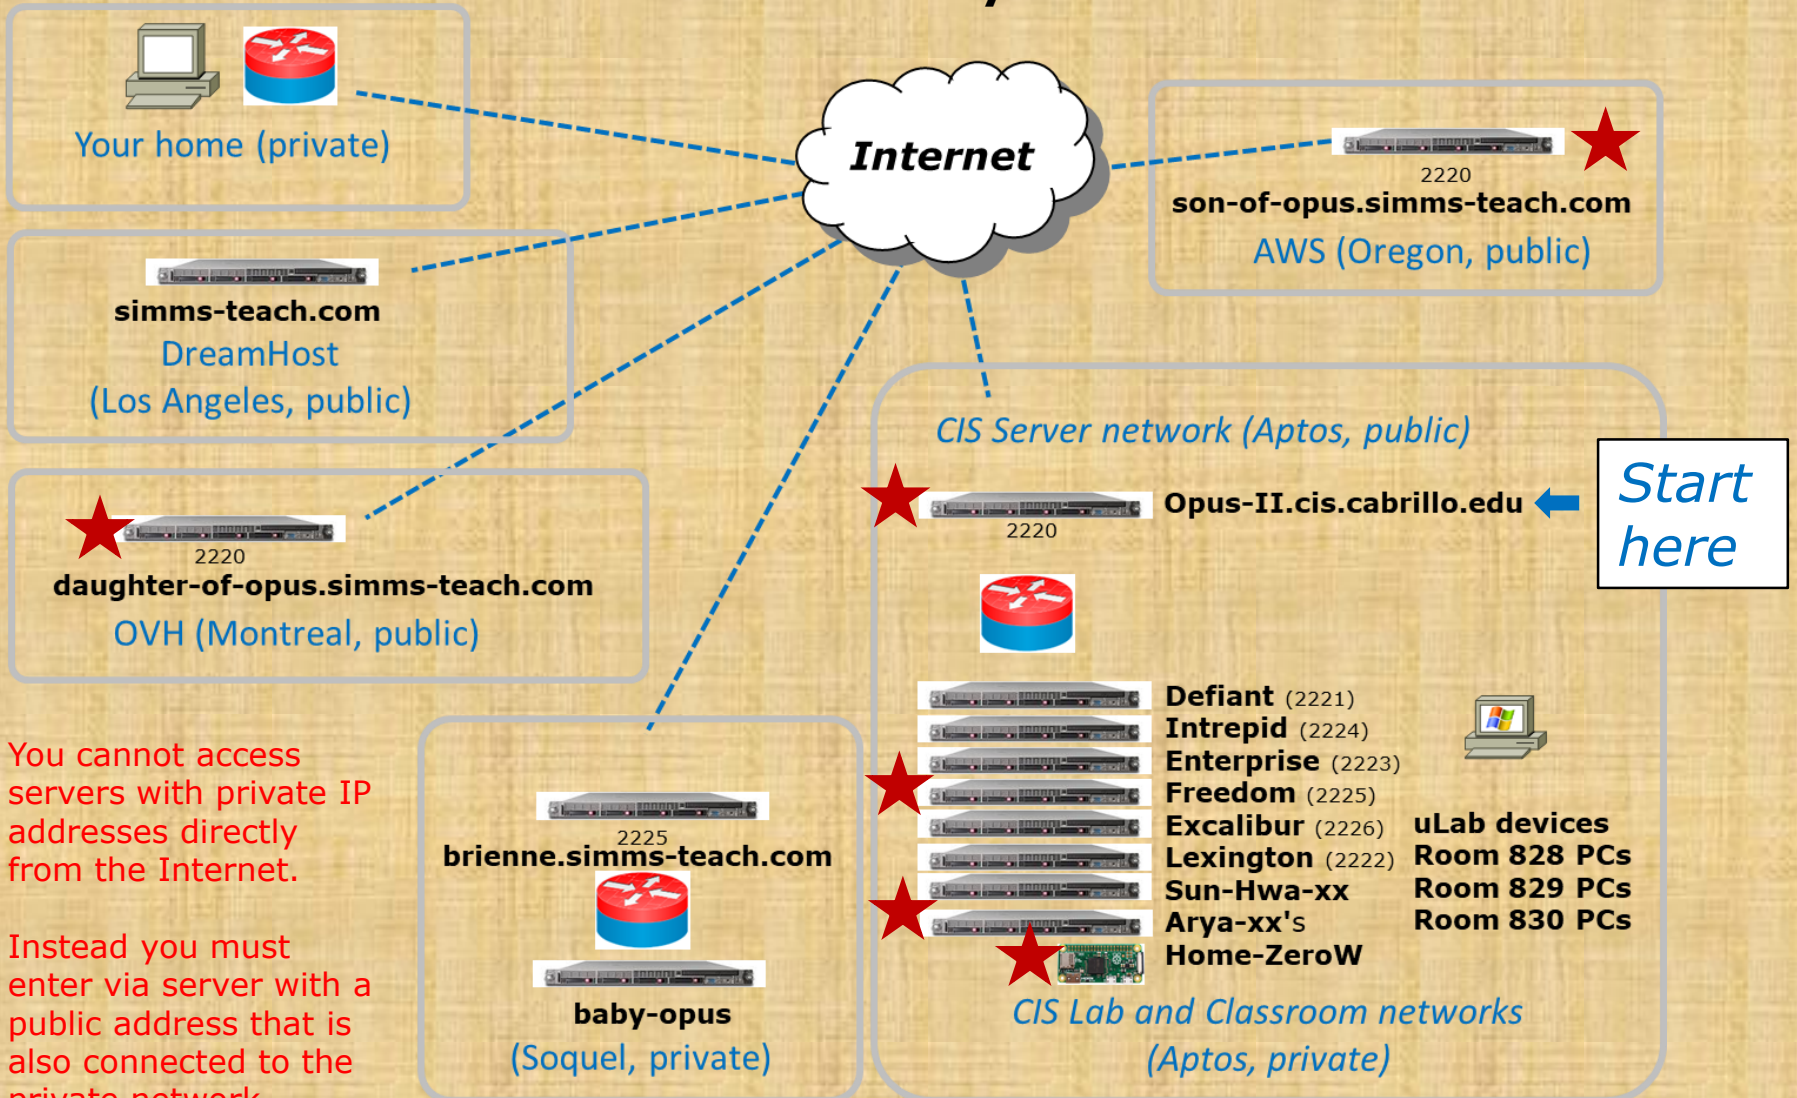 Your home (private)
Internet
2220
son-of-opus.simms-teach.com
AWS (Oregon, public)
simms-teach.com
DreamHost
(Los Angeles, public)
CIS Server network (Aptos, public)
Opus-II.cis.cabrillo.edu
2220
Start
here
2220
daughter-of-opus.simms-teach.com
OVH (Montreal, public)
You cannot access
servers with private IP
addresses directly
from the Internet.
Instead you must
enter via server with a
public address that is
also connected to the
private network
2225
brienne.simms-teach.com
baby-opus
(Soquel, private)
Defiant (2221)
Intrepid (2224)
Enterprise (2223)
Freedom (2225)
Excalibur (2226)
Lexington (2222)
Sun-Hwa-xx
Arya-xx's
Home-ZeroW
uLab devices
Room 828 PCs
Room 829 PCs
Room 830 PCs
CIS Lab and Classroom networks
(Aptos, private)